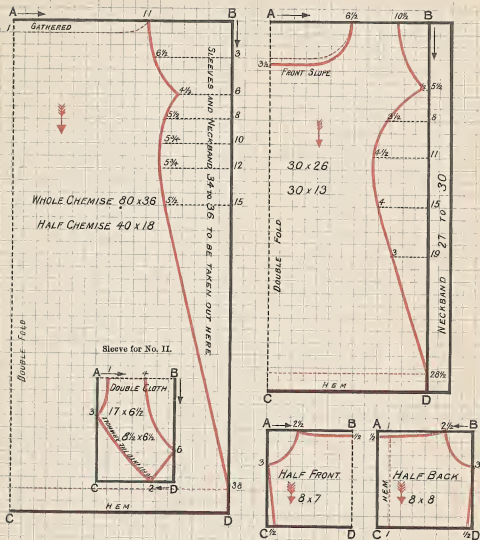 A
11
B
1
GATHERED
6½
3
4½
6
5½
8
5¾
10
5¾
12
5½
15
SLEEVES AND NECKBAND 34 TO 36 TO BE TAKEN OUT HERE
WHOLE CHEMISE 80 X 36
HALF CHEMISE 40 X 18
DOUBLE FOLD
38
C
HEM
D
Sleeve for No. II.
A
1
4
B
DOUBLE CLOTH
17 X 6½
3
8½ X 6½
6
C
2
D
A
6½
10½
B
3½
FRONT SLOPE
½
5½
3½
8
4½
11
30 X 26
30 X 13
4
15
3
19
DOUBLE FOLD
NECKBAND 27 TO 30
28½
HEM
C
D
A
2½
B
½
3
HALF FRONT
8 X 7
C
½
D
A
2½
B
½
3
HALF BACK
8 X 8
HEM
C
1
½
D